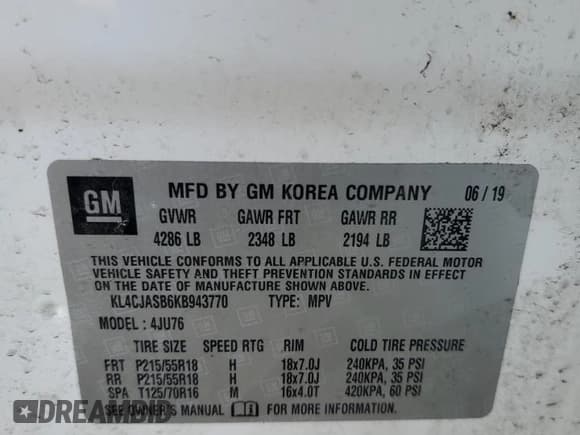 GM MFD BY GM KOREA COMPANY 06/19
GVWR GAWR FRT GAWR RR
4286 LB 2348 LB 2194 LB
THIS VEHICLE CONFORMS TO ALL APPLICABLE U.S. FEDERAL MOTOR
VEHICLE SAFETY AND THEFT PREVENTION STANDARDS IN EFFECT
ON THE DATE OF MANUFACTURE SHOWN ABOVE.
KL4CJASB6KB943770 TYPE: MPV
MODEL: 4JU76
TIRE SIZE SPEED RTG RIM COLD TIRE PRESSURE
FRT P215/55R18 H 18x7.0J 240KPA, 35 PSI
RR P215/55R18 H 18x7.0J 240KPA, 35 PSI
SPA T125/70R16 M 16x4.0T 420KPA, 60 PSI
SEE OWNER'S MANUAL FOR MORE INFORMATION.
DREAMBID